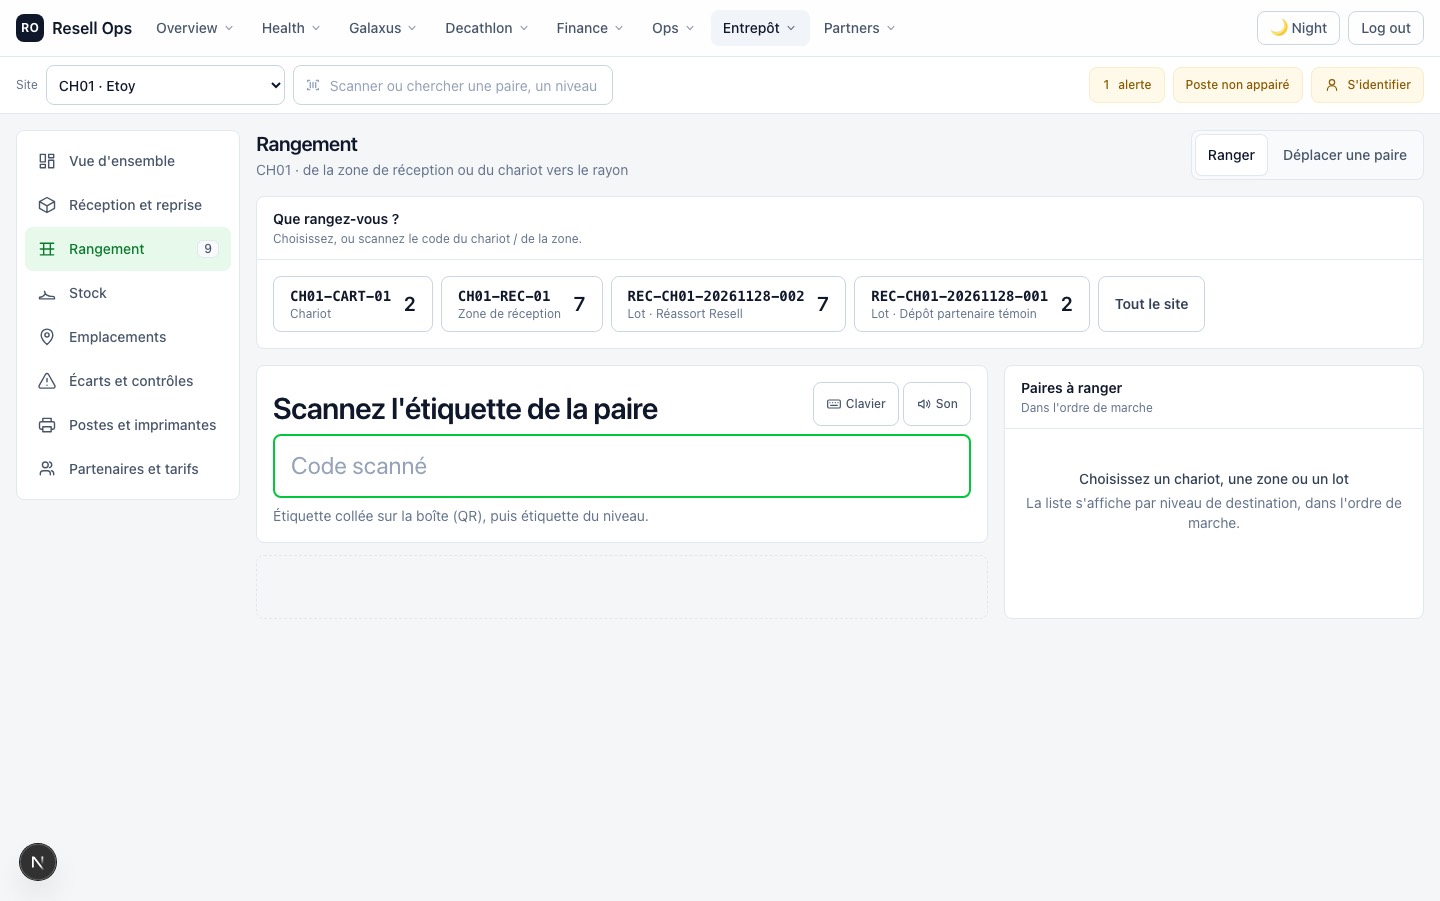 RO Resell Ops Overview Health Galaxus Decathlon Finance Ops Entrepôt Partners 🌙 Night Log out
Site CH01 · Etoy Scanner ou chercher une paire, un niveau 1 alerte Poste non appairé S'identifier
Vue d'ensemble
Réception et reprise
Rangement 9
Stock
Emplacements
Écarts et contrôles
Postes et imprimantes
Partenaires et tarifs
Rangement
CH01 · de la zone de réception ou du chariot vers le rayon
Ranger Déplacer une paire
Que rangez-vous ?
Choisissez, ou scannez le code du chariot / de la zone.
CH01-CART-01 2
Chariot
CH01-REC-01 7
Zone de réception
REC-CH01-20261128-002 7
Lot · Réassort Resell
REC-CH01-20261128-001 2
Lot · Dépôt partenaire témoin
Tout le site
Scannez l'étiquette de la paire
Clavier Son
Code scanné
Étiquette collée sur la boîte (QR), puis étiquette du niveau.
Paires à ranger
Dans l'ordre de marche
Choisissez un chariot, une zone ou un lot
La liste s'affiche par niveau de destination, dans l'ordre de
marche.
N